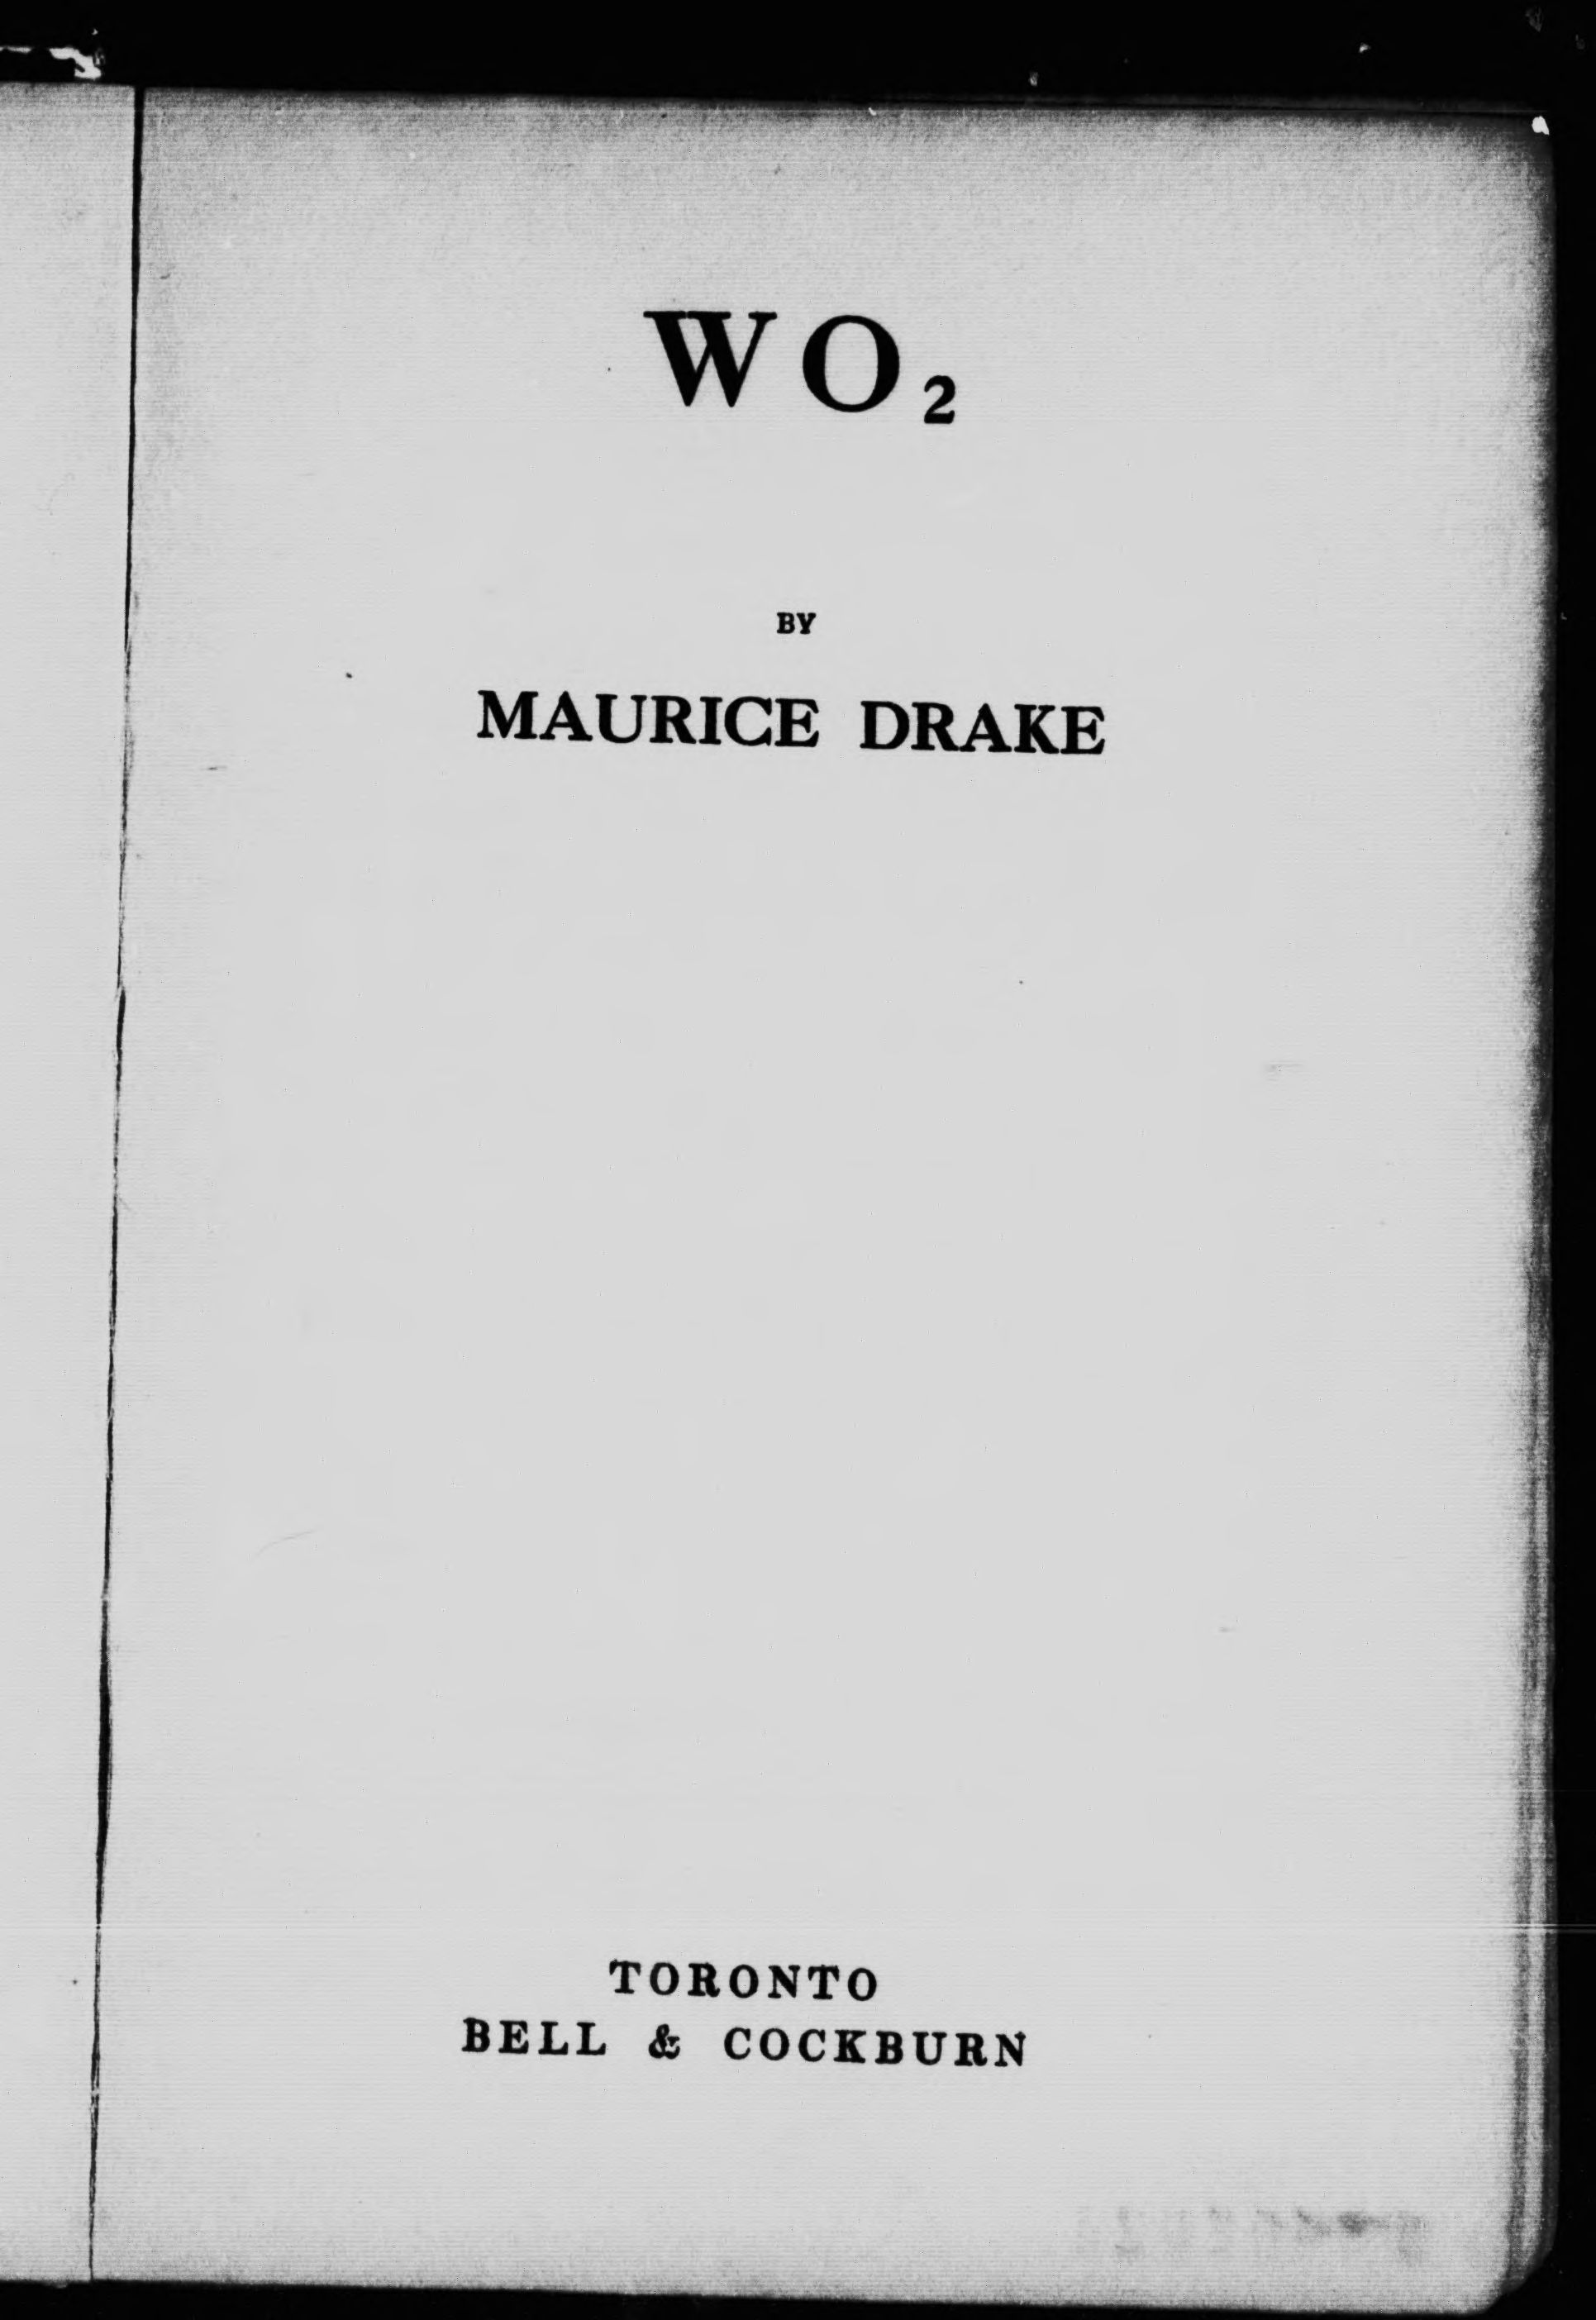 WO₂
BY
MAURICE DRAKE
TORONTO
BELL & COCKBURN